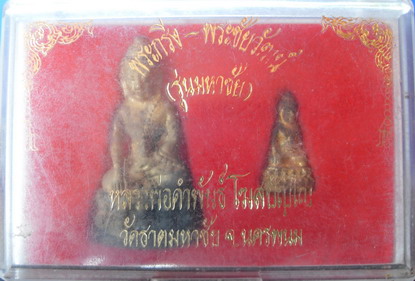 พระกริ่ง - พระชัยวัฒน์
(รุ่นมหาชัย)
หลวงพ่อคำพันธ์ โฆสปัญโญ
วัดธาตุมหาชัย จ.นครพนม